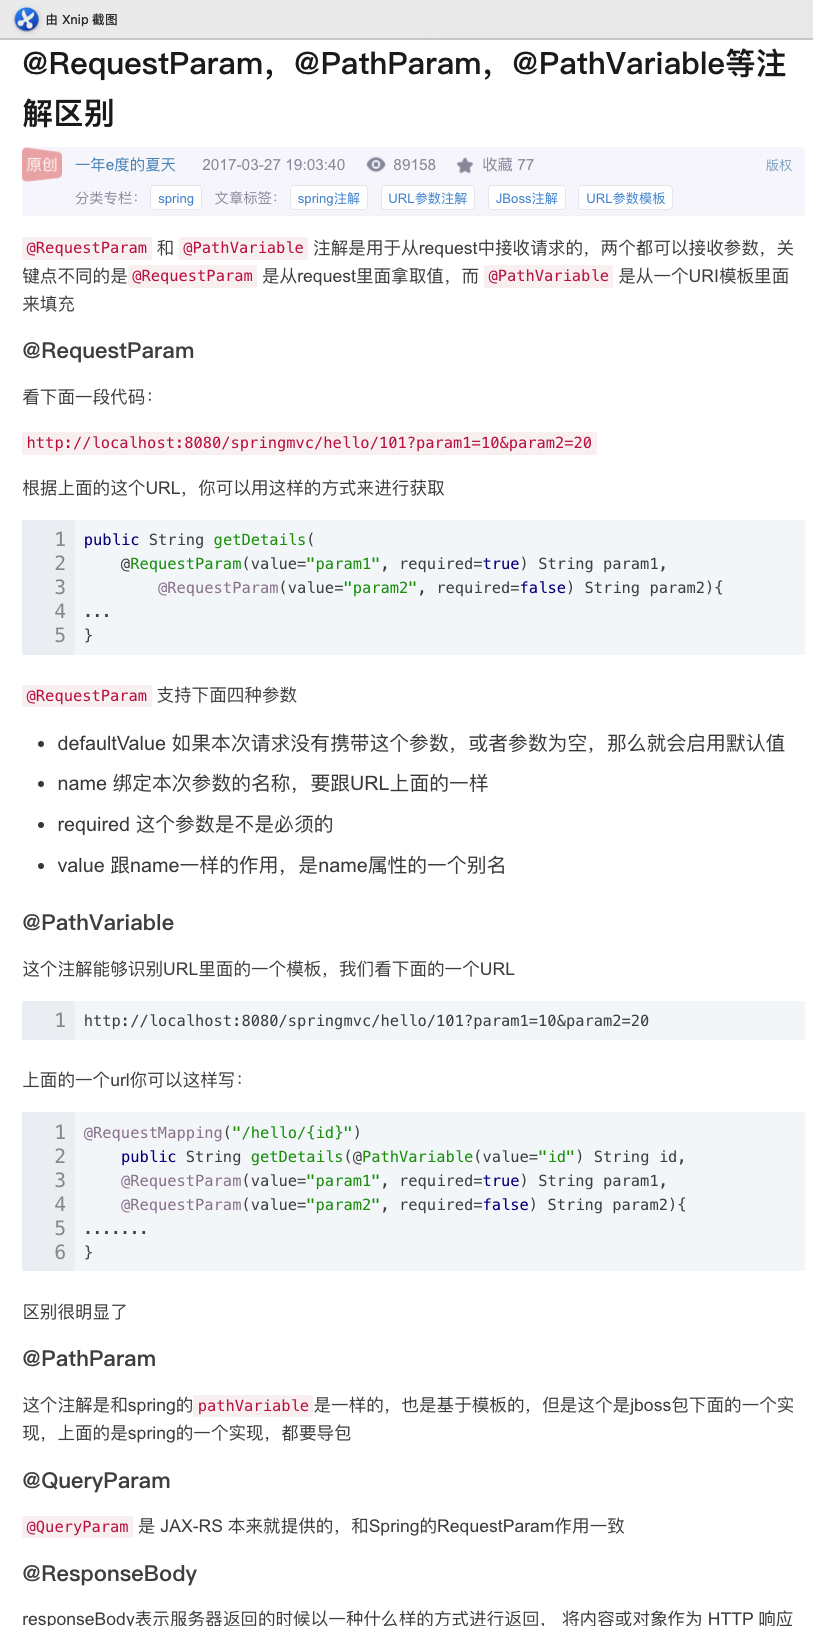 由 Xnip 截图
@RequestParam，@PathParam，@PathVariable等注
解区别
原创 一年e度的夏天 2017-03-27 19:03:40 89158 收藏 77 版权
分类专栏： spring 文章标签： spring注解 URL参数注解 JBoss注解 URL参数模板
@RequestParam 和 @PathVariable 注解是用于从request中接收请求的，两个都可以接收参数，关
键点不同的是@RequestParam 是从request里面拿取值，而 @PathVariable 是从一个URI模板里面
来填充
@RequestParam
看下面一段代码：
http://localhost:8080/springmvc/hello/101?param1=10&param2=20
根据上面的这个URL，你可以用这样的方式来进行获取
1 public String getDetails(
2     @RequestParam(value="param1", required=true) String param1,
3         @RequestParam(value="param2", required=false) String param2){
4 ...
5 }
@RequestParam 支持下面四种参数
• defaultValue 如果本次请求没有携带这个参数，或者参数为空，那么就会启用默认值
• name 绑定本次参数的名称，要跟URL上面的一样
• required 这个参数是不是必须的
• value 跟name一样的作用，是name属性的一个别名
@PathVariable
这个注解能够识别URL里面的一个模板，我们看下面的一个URL
1 http://localhost:8080/springmvc/hello/101?param1=10&param2=20
上面的一个url你可以这样写：
1 @RequestMapping("/hello/{id}")
2     public String getDetails(@PathVariable(value="id") String id,
3     @RequestParam(value="param1", required=true) String param1,
4     @RequestParam(value="param2", required=false) String param2){
5 .......
6 }
区别很明显了
@PathParam
这个注解是和spring的pathVariable是一样的，也是基于模板的，但是这个是jboss包下面的一个实
现，上面的是spring的一个实现，都要导包
@QueryParam
@QueryParam 是 JAX-RS 本来就提供的，和Spring的RequestParam作用一致
@ResponseBody
responseBody表示服务器返回的时候以一种什么样的方式进行返回， 将内容或对象作为 HTTP 响应